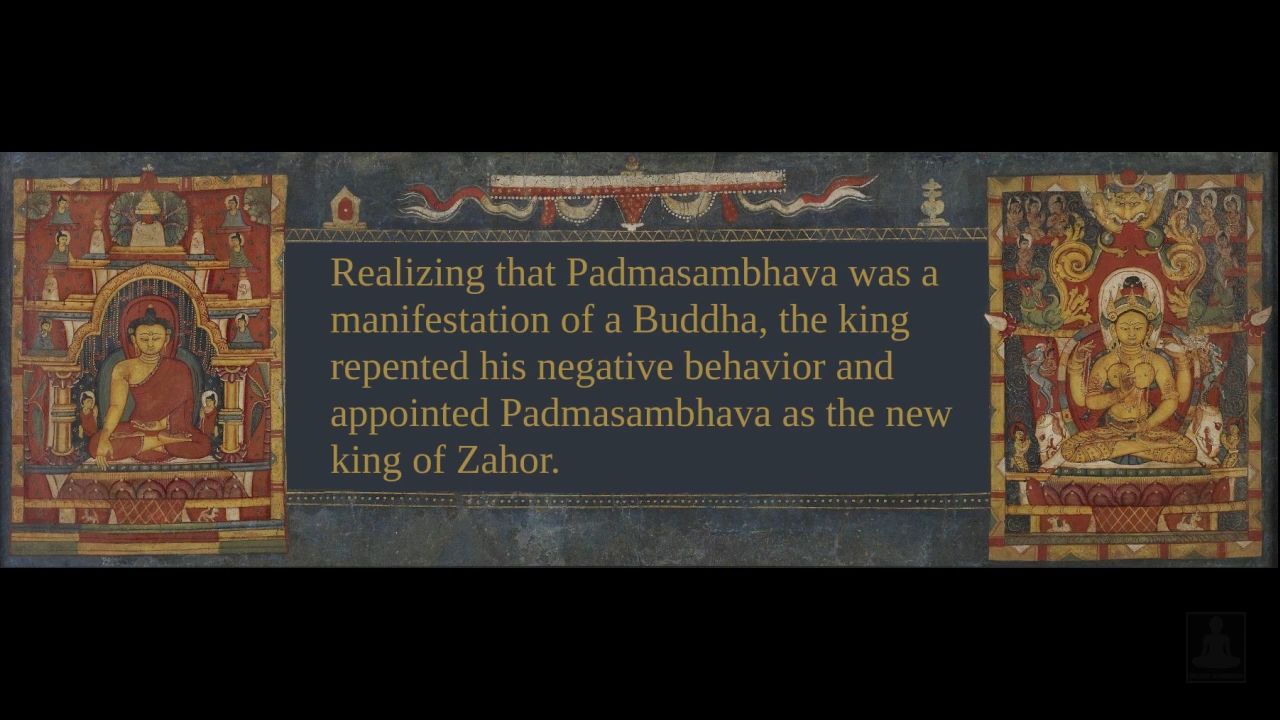 Realizing that Padmasambhava was a
manifestation of a Buddha, the king
repented his negative behavior and
appointed Padmasambhava as the new
king of Zahor.